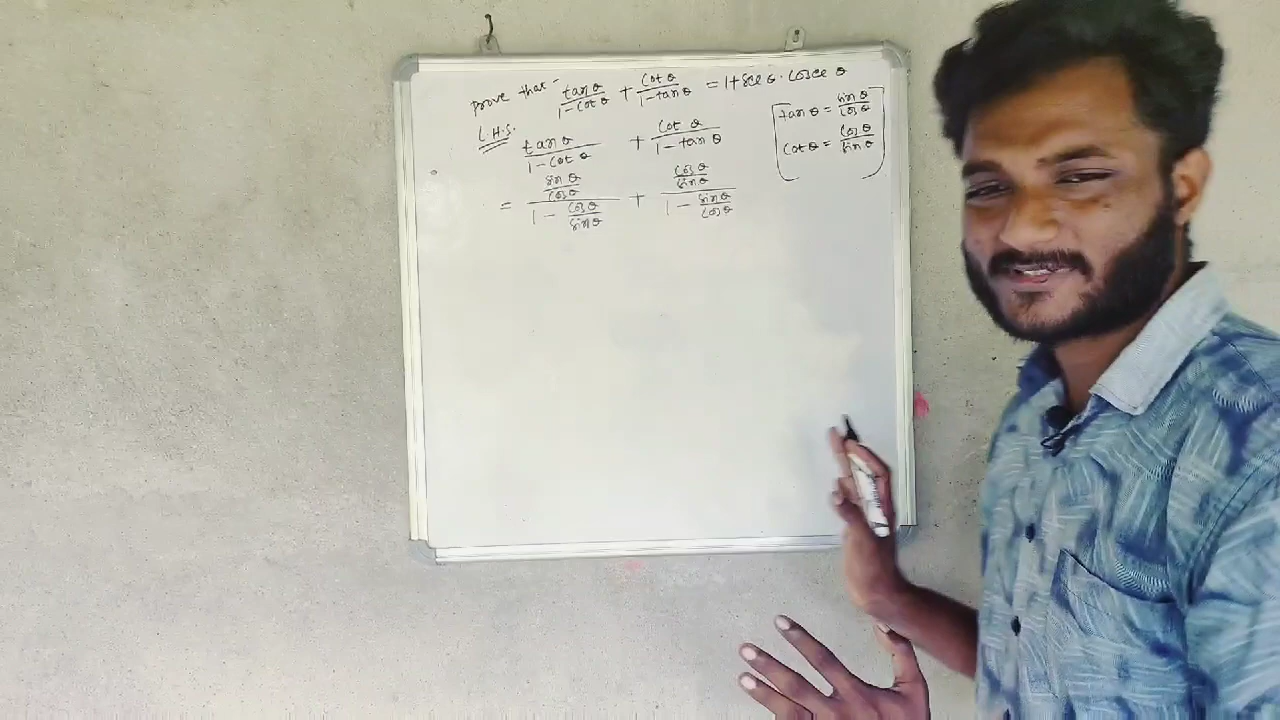 prove that tanθ/1-cotθ + cotθ/1-tanθ = 1+secθ.cosecθ
[tanθ = sinθ/cosθ
cotθ = cosθ/sinθ]
L.H.S. tanθ/1-cotθ + cotθ/1-tanθ
= sinθ/cosθ/1-cosθ/sinθ + cosθ/sinθ/1-sinθ/cosθ